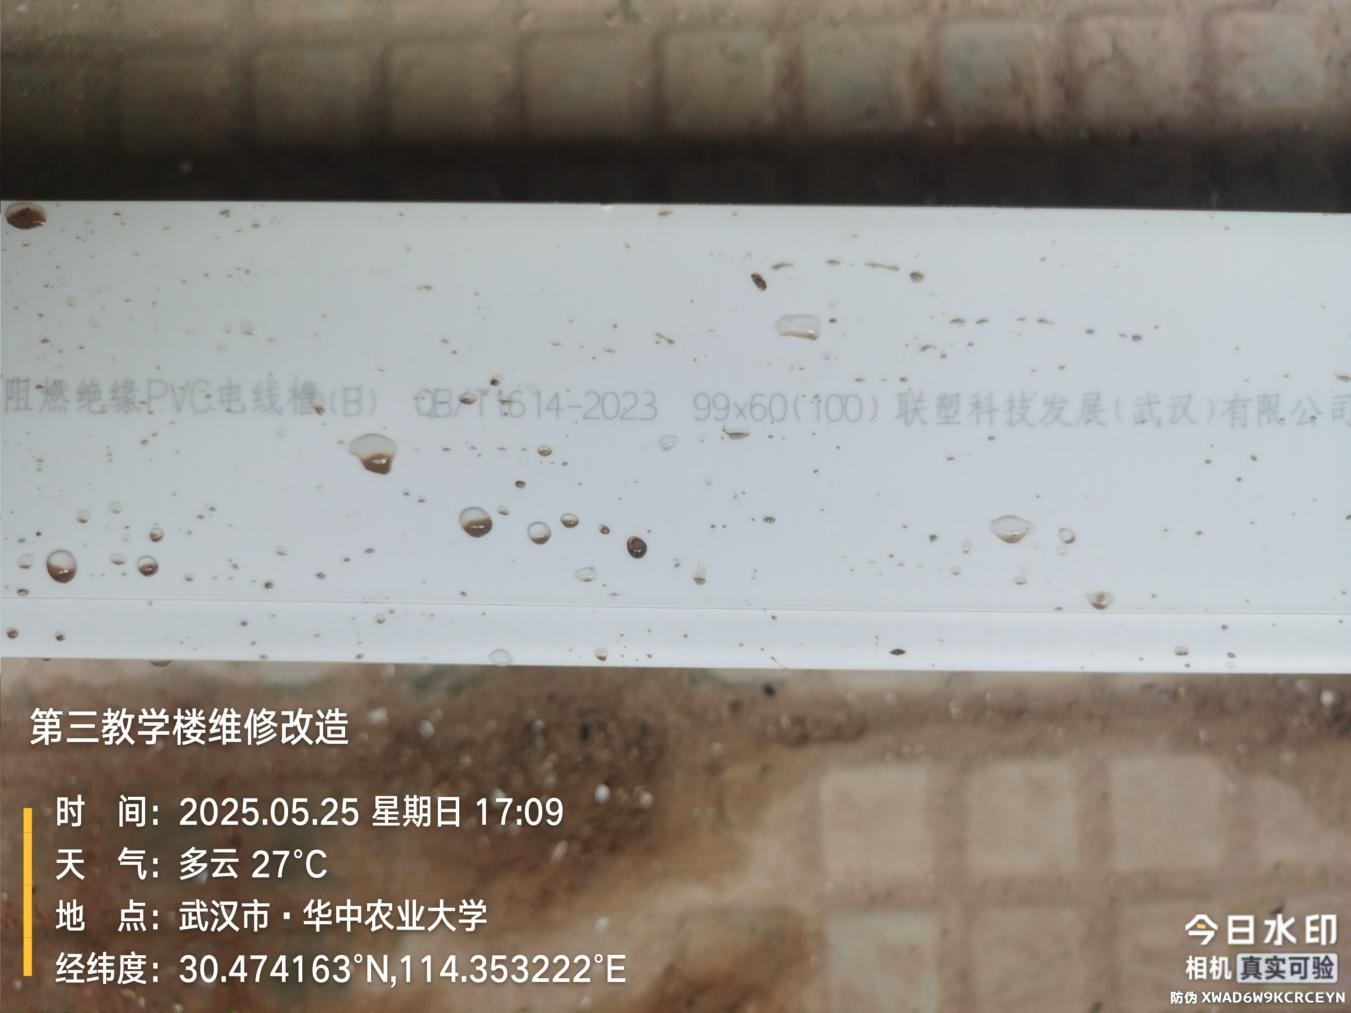 阻燃绝缘PVC电线槽(B) QB/T1614-2023 99x60(100) 联塑科技发展(武汉)有限公司
第三教学楼维修改造
时 间：2025.05.25 星期日 17:09
天 气：多云 27°C
地 点：武汉市·华中农业大学
经纬度：30.474163°N,114.353222°E
今日水印
相机 真实可验
防伪 XWAD6W9KCRCEYN